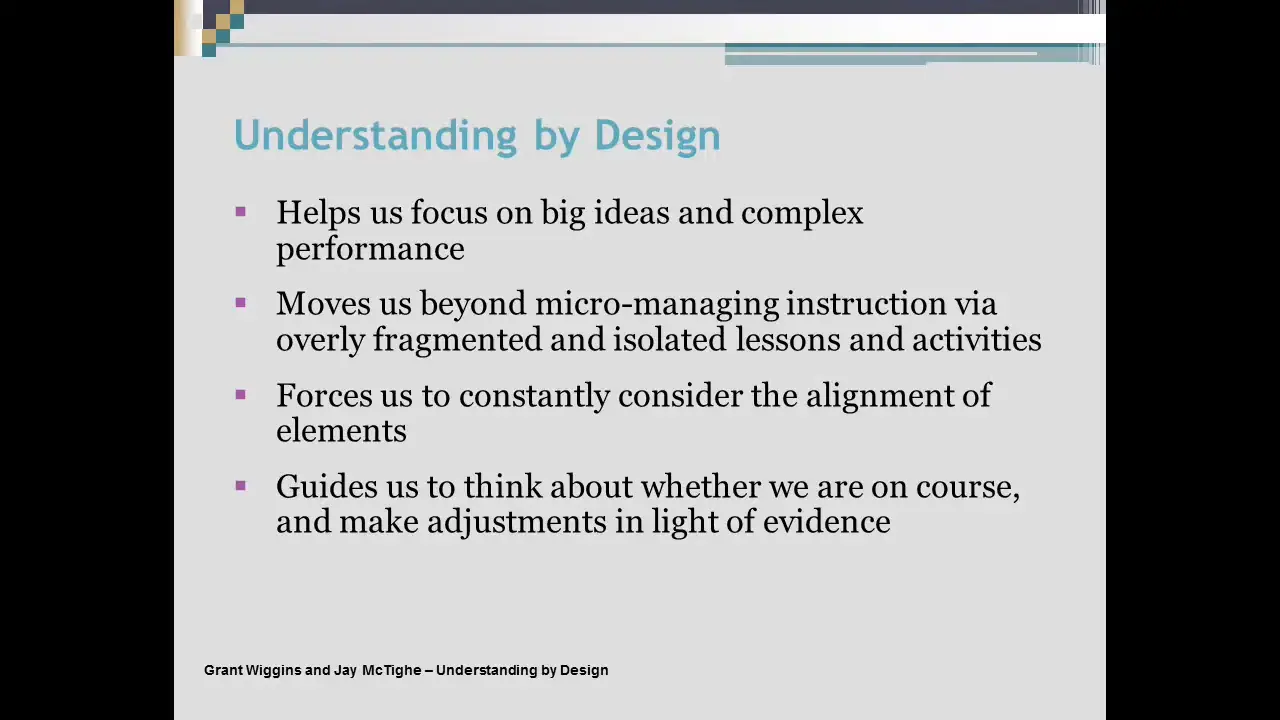 Understanding by Design
▪ Helps us focus on big ideas and complex
performance
▪ Moves us beyond micro-managing instruction via
overly fragmented and isolated lessons and activities
▪ Forces us to constantly consider the alignment of
elements
▪ Guides us to think about whether we are on course,
and make adjustments in light of evidence
Grant Wiggins and Jay McTighe – Understanding by Design